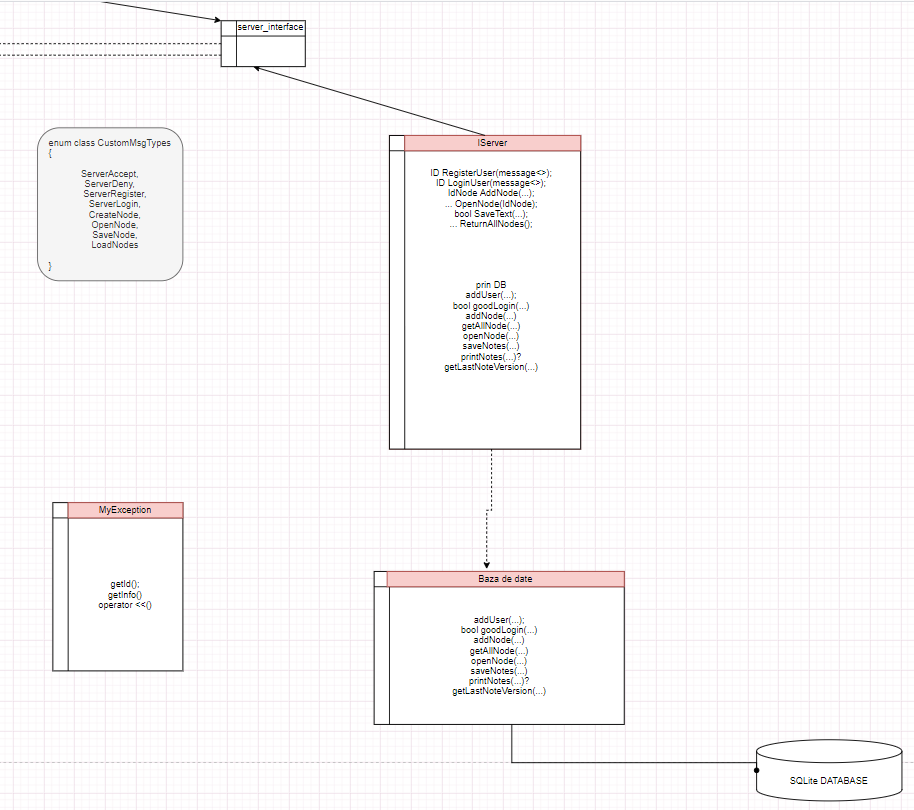 server_interface
enum class CustomMsgTypes
{
ServerAccept,
ServerDeny,
ServerRegister,
ServerLogin,
CreateNode,
OpenNode,
SaveNode,
LoadNodes
}
IServer
ID RegisterUser(message<>);
ID LoginUser(message<>);
IdNode AddNode(...);
... OpenNode(IdNode);
bool SaveText(...);
... ReturnAllNodes();
prin DB
addUser(...);
bool goodLogin(...)
addNode(...)
getAllNode(...)
openNode(...)
saveNotes(...)
printNotes(...)?
getLastNoteVersion(...)
MyException
getId();
getInfo()
operator <<()
Baza de date
addUser(...);
bool goodLogin(...)
addNode(...)
getAllNode(...)
openNode(...)
saveNotes(...)
printNotes(...)?
getLastNoteVersion(...)
SQLite DATABASE